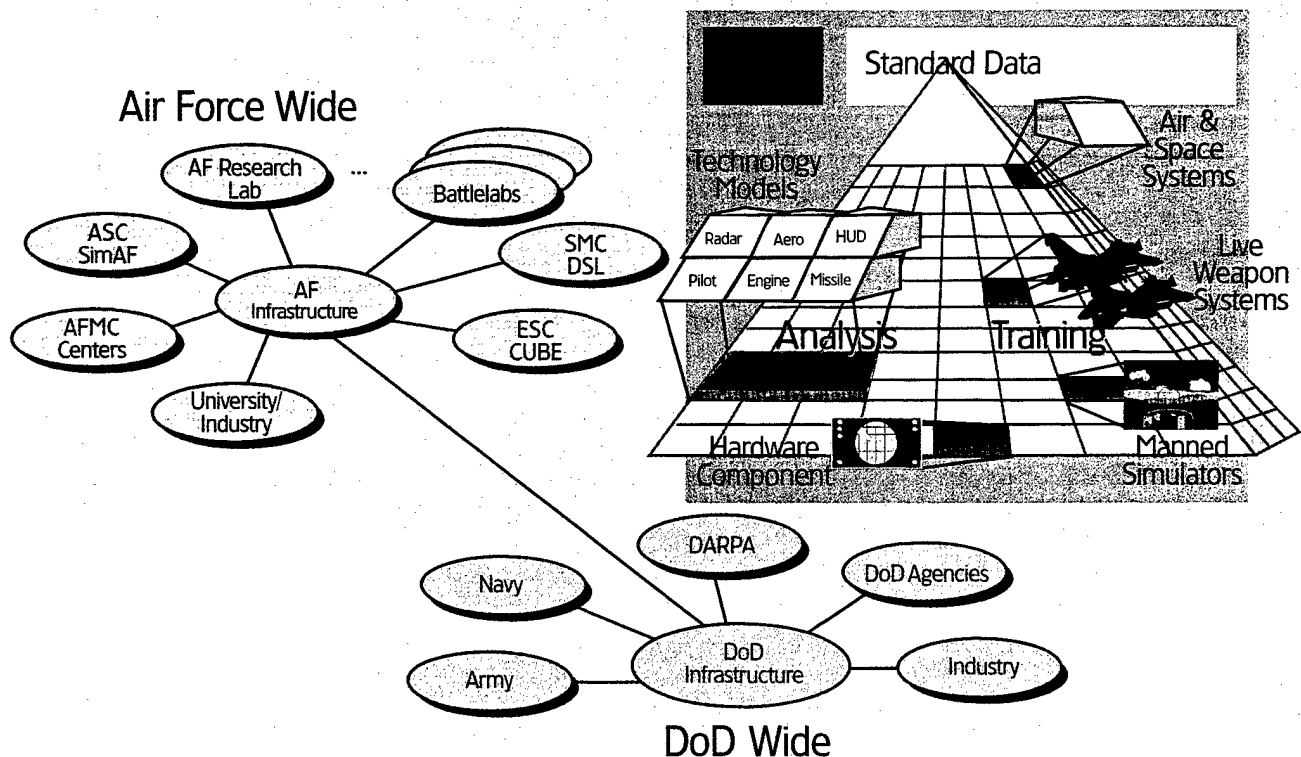 Air Force Wide
AF Research
Lab
...
Battlelabs
ASC
SimAF
SMC
DSL
AF
Infrastructure
AFMC
Centers
ESC
CUBE
University/
Industry
Standard Data
Air &
Space
Systems
Technology
Models
Radar
Aero
HUD
Pilot
Engine
Missile
Live
Weapon
Systems
Analysis
Training
Hardware
Component
Manned
Simulators
DARPA
Navy
DoD Agencies
DoD
Infrastructure
Army
Industry
DoD Wide